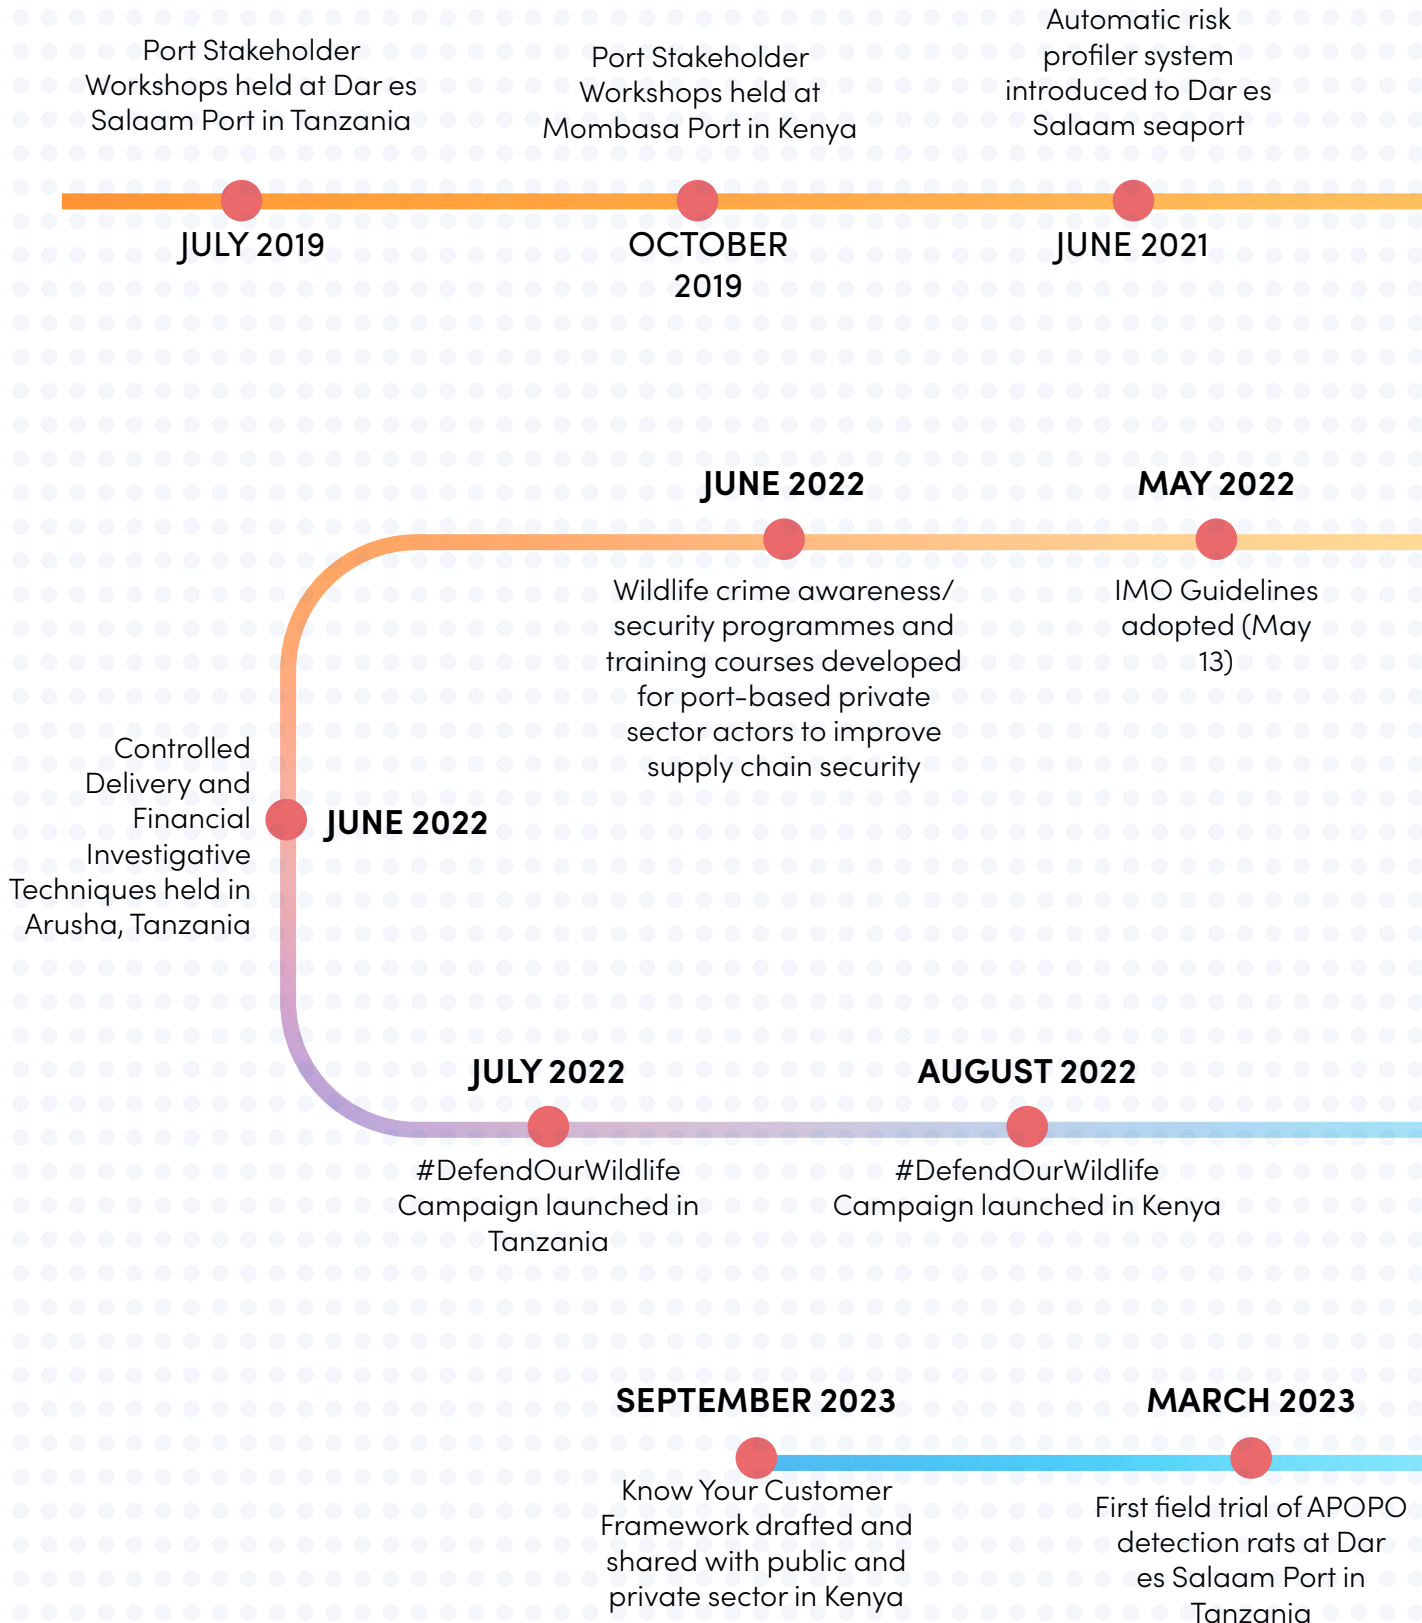 Port Stakeholder
Workshops held at Dar es
Salaam Port in Tanzania
JULY 2019
Port Stakeholder
Workshops held at
Mombasa Port in Kenya
OCTOBER
2019
Automatic risk
profiler system
introduced to Dar es
Salaam seaport
JUNE 2021
MAY 2022
IMO Guidelines
adopted (May
13)
JUNE 2022
Wildlife crime awareness/
security programmes and
training courses developed
for port-based private
sector actors to improve
supply chain security
Controlled
Delivery and
Financial
Investigative
Techniques held in
Arusha, Tanzania
JUNE 2022
JULY 2022
#DefendOurWildlife
Campaign launched in
Tanzania
AUGUST 2022
#DefendOurWildlife
Campaign launched in Kenya
MARCH 2023
First field trial of APOPO
detection rats at Dar
es Salaam Port in
Tanzania
SEPTEMBER 2023
Know Your Customer
Framework drafted and
shared with public and
private sector in Kenya